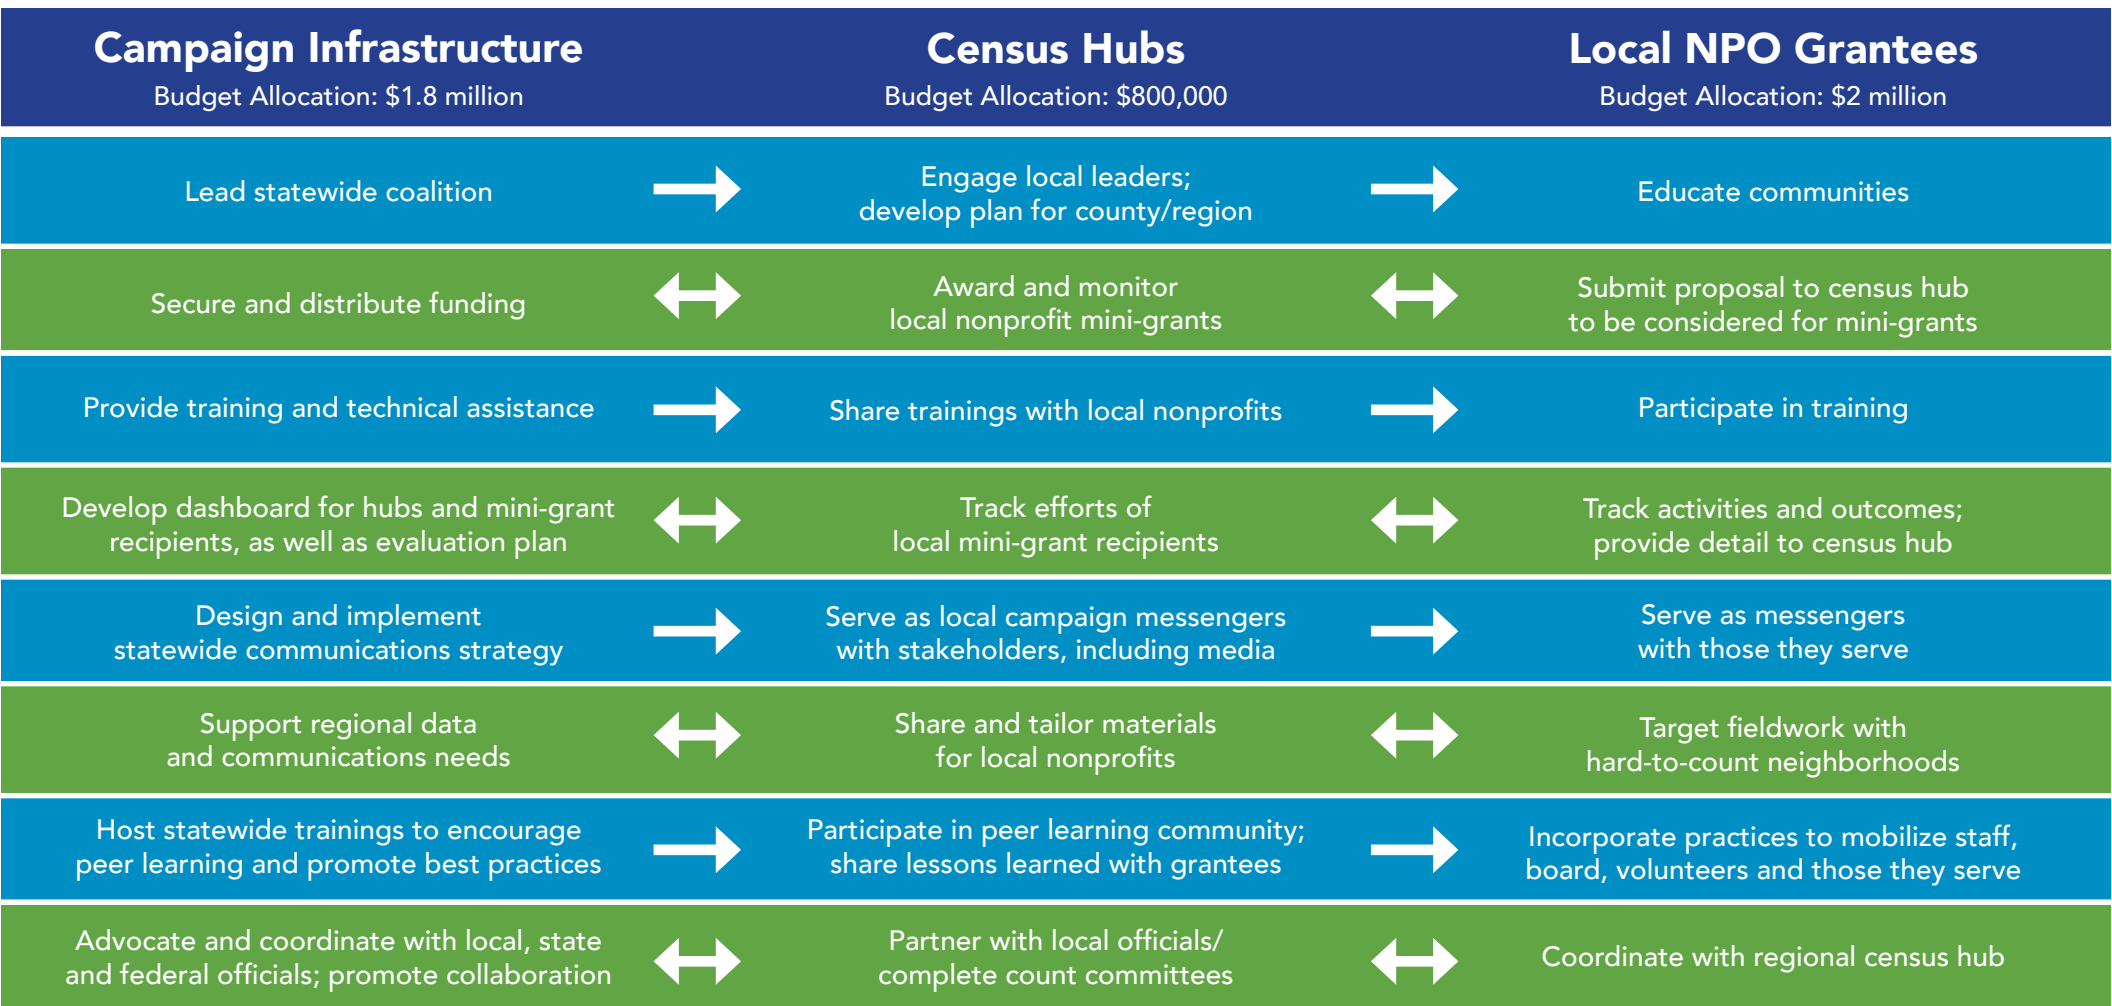 Campaign Infrastructure
Budget Allocation: $1.8 million
Census Hubs
Budget Allocation: $800,000
Local NPO Grantees
Budget Allocation: $2 million
Lead statewide coalition
Engage local leaders;
develop plan for county/region
Educate communities
Secure and distribute funding
Award and monitor
local nonprofit mini-grants
Submit proposal to census hub
to be considered for mini-grants
Provide training and technical assistance
Share trainings with local nonprofits
Participate in training
Develop dashboard for hubs and mini-grant
recipients, as well as evaluation plan
Track efforts of
local mini-grant recipients
Track activities and outcomes;
provide detail to census hub
Design and implement
statewide communications strategy
Serve as local campaign messengers
with stakeholders, including media
Serve as messengers
with those they serve
Support regional data
and communications needs
Share and tailor materials
for local nonprofits
Target fieldwork with
hard-to-count neighborhoods
Host statewide trainings to encourage
peer learning and promote best practices
Participate in peer learning community;
share lessons learned with grantees
Incorporate practices to mobilize staff,
board, volunteers and those they serve
Advocate and coordinate with local, state
and federal officials; promote collaboration
Partner with local officials/
complete count committees
Coordinate with regional census hub